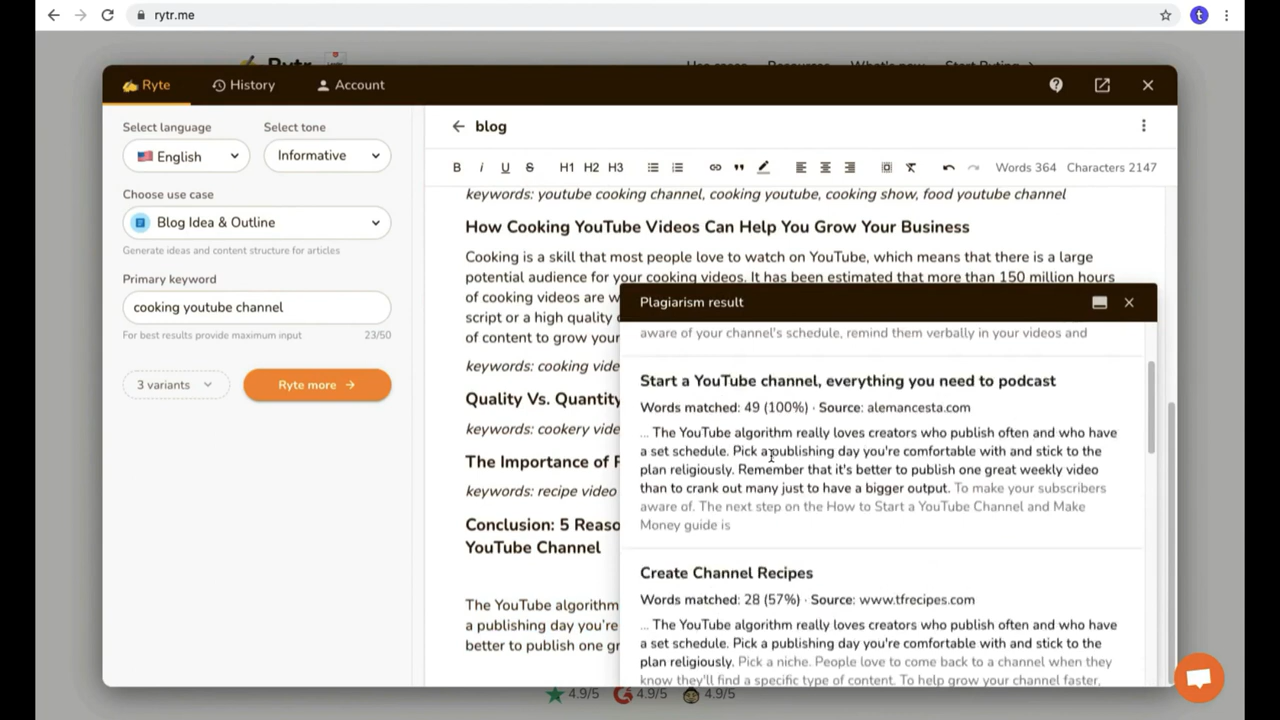 rytr.me
t
Rytr
Use cases Resources What's new Start Ryting
Ryte History Account
Select language Select tone
English Informative
Choose use case
Blog Idea & Outline
Generate ideas and content structure for articles
Primary keyword
cooking youtube channel
For best results provide maximum input 23/50
3 variants Ryte more →
← blog
B i U S H1 H2 H3 Words 364 Characters 2147
keywords: youtube cooking channel, cooking youtube, cooking show, food youtube channel
How Cooking YouTube Videos Can Help You Grow Your Business
Cooking is a skill that most people love to watch on YouTube, which means that there is a large
potential audience for your cooking videos. It has been estimated that more than 150 million hours
of cooking videos are w
script or a high quality
of content to grow your
keywords: cooking vide
Quality Vs. Quantity
keywords: cookery vide
The Importance of
keywords: recipe video
Conclusion: 5 Reaso
YouTube Channel
The YouTube algorithm
a publishing day you're
better to publish one gr
Plagiarism result
aware of your channel's schedule, remind them verbally in your videos and
Start a YouTube channel, everything you need to podcast
Words matched: 49 (100%) · Source: alemancesta.com
... The YouTube algorithm really loves creators who publish often and who have
a set schedule. Pick a publishing day you're comfortable with and stick to the
plan religiously. Remember that it's better to publish one great weekly video
than to crank out many just to have a bigger output. To make your subscribers
aware of. The next step on the How to Start a YouTube Channel and Make
Money guide is
Create Channel Recipes
Words matched: 28 (57%) · Source: www.tfrecipes.com
... The YouTube algorithm really loves creators who publish often and who have
a set schedule. Pick a publishing day you're comfortable with and stick to the
plan religiously. Pick a niche. People love to come back to a channel when they
know they'll find a specific type of content. To help grow your channel faster,
4.9/5 4.9/5 4.9/5